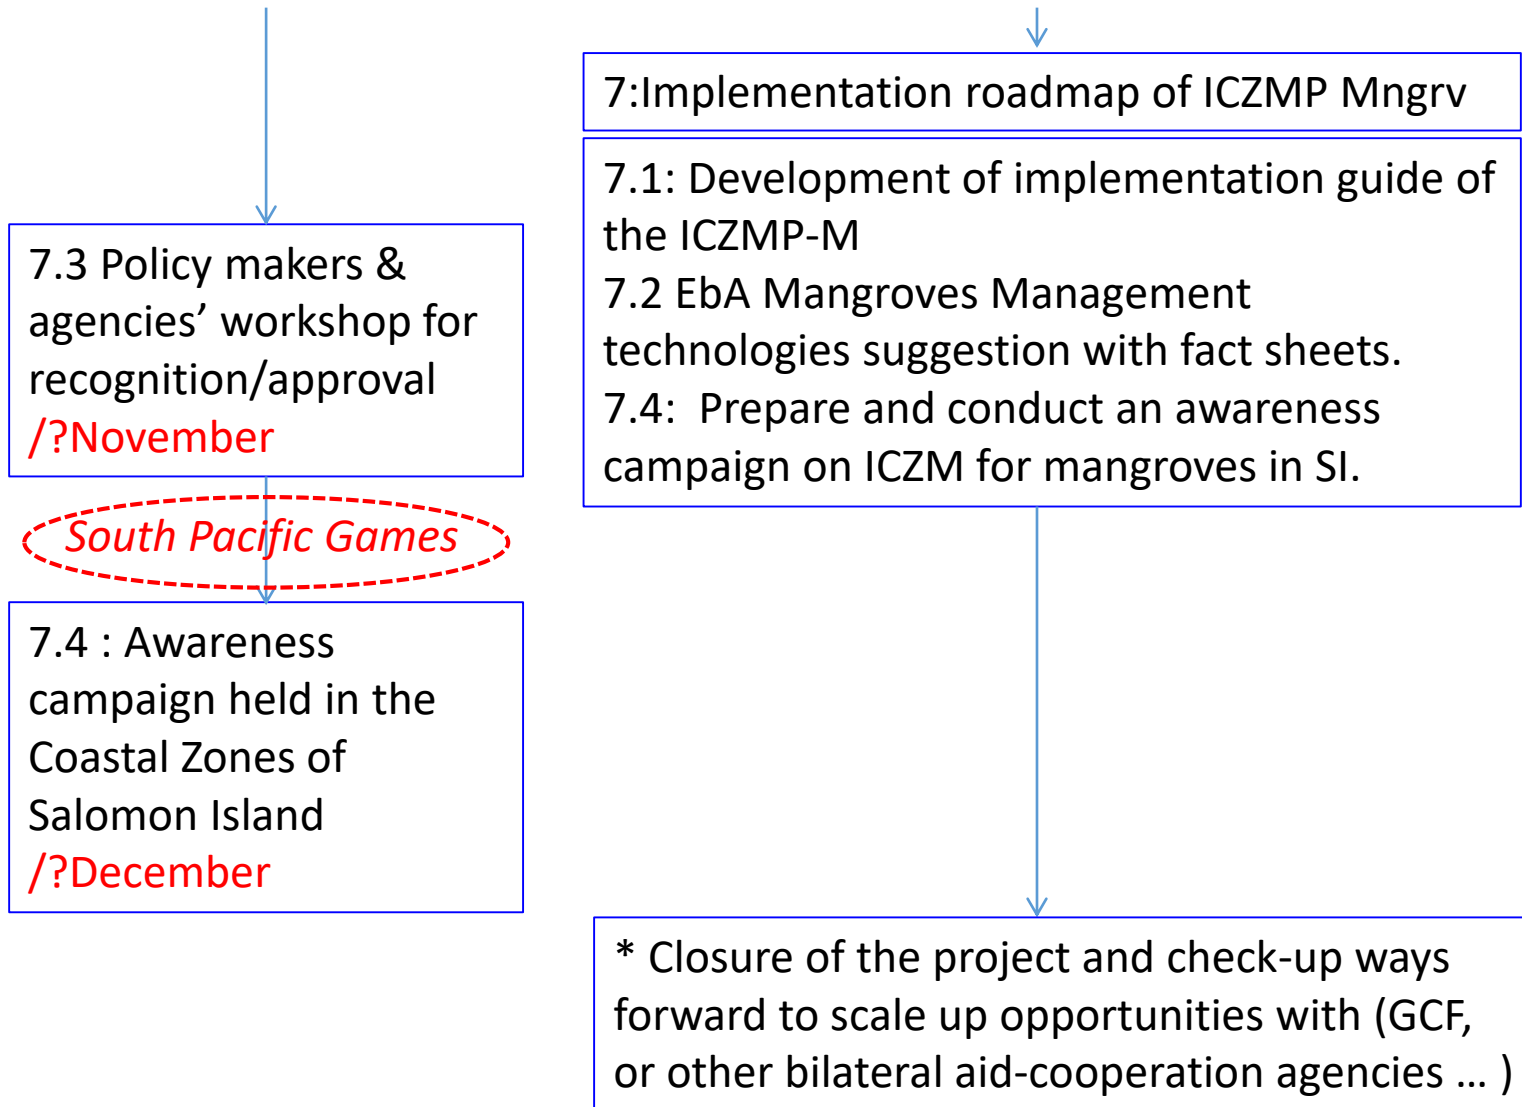 7:Implementation roadmap of ICZMP Mngrv
7.1: Development of implementation guide of
the ICZMP-M
7.2 EbA Mangroves Management
technologies suggestion with fact sheets.
7.4:  Prepare and conduct an awareness
campaign on ICZM for mangroves in SI.
7.3 Policy makers &
agencies’ workshop for
recognition/approval
/?November
South Pacific Games
7.4 : Awareness
campaign held in the
Coastal Zones of
Salomon Island
/?December
* Closure of the project and check-up ways
forward to scale up opportunities with (GCF,
or other bilateral aid-cooperation agencies … )